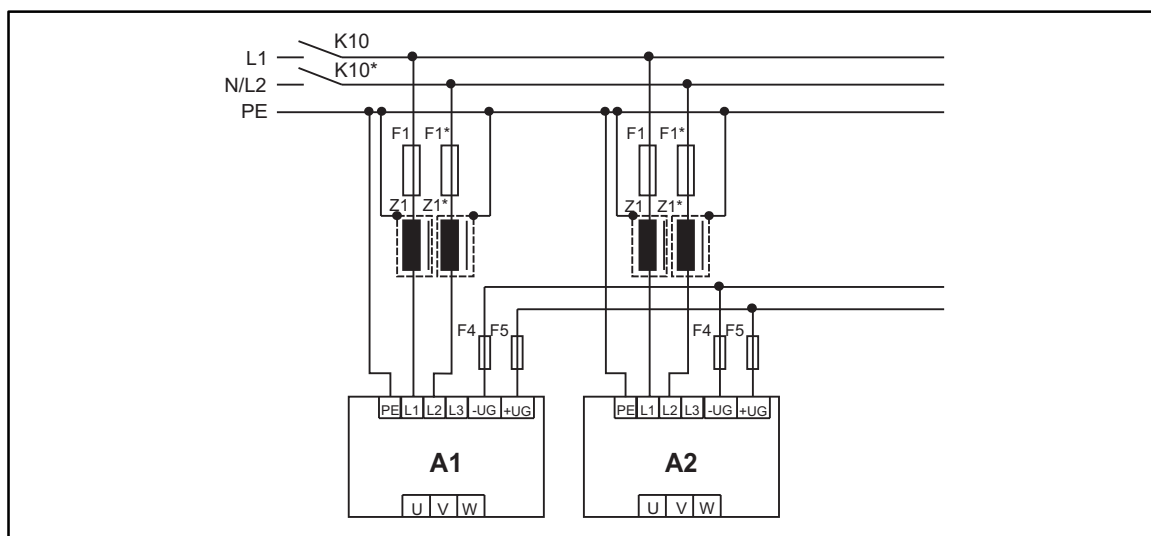 K10
L1
K10*
N/L2
PE
F1 F1* F1 F1*
Z1 Z1* Z1 Z1*
F4 F5 F4 F5
PE L1 L2 L3 -UG +UG PE L1 L2 L3 -UG +UG
A1 A2
U V W U V W